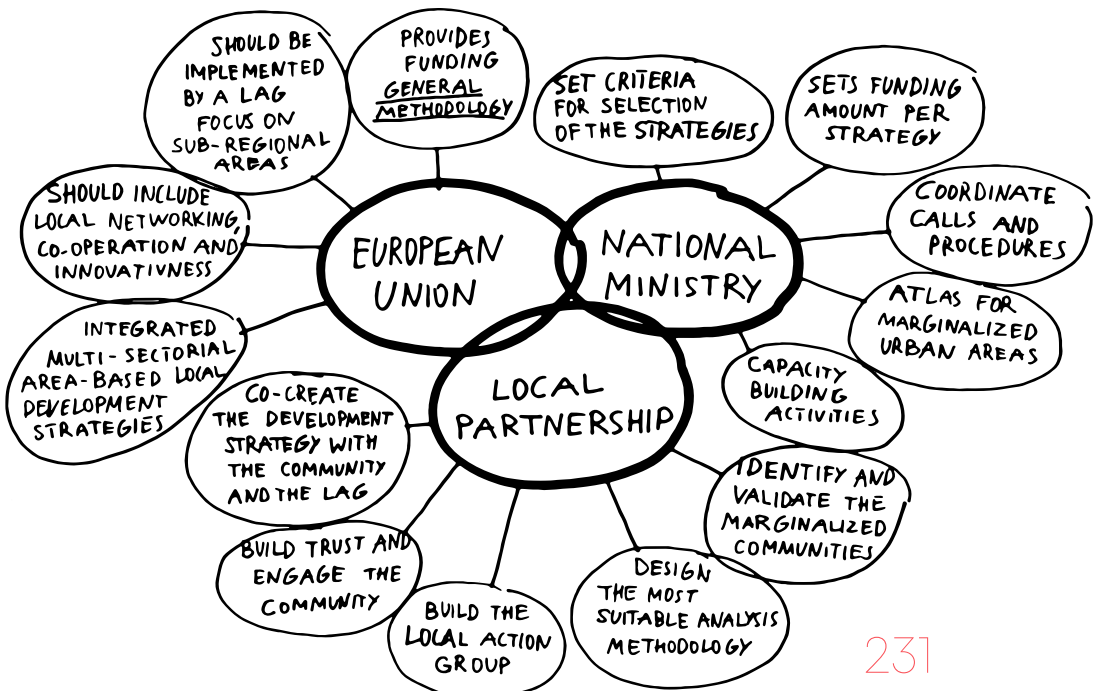 SHOULD BE
IMPLEMENTED
BY A LAG
FOCUS ON
SUB-REGIONAL
AREAS
PROVIDES
FUNDING
GENERAL
METHODOLOGY
SET CRITERIA
FOR SELECTION
OF THE STRATEGIES
SETS FUNDING
AMOUNT PER
STRATEGY
SHOULD INCLUDE
LOCAL NETWORKING,
CO-OPERATION AND
INNOVATIVNESS
EUROPEAN
UNION
NATIONAL
MINISTRY
COORDINATE
CALLS AND
PROCEDURES
ATLAS FOR
MARGINALIZED
URBAN AREAS
INTEGRATED
MULTI-SECTORIAL
AREA-BASED LOCAL
DEVELOPMENT
STRATEGIES
CAPACITY
BUILDING
ACTIVITIES
LOCAL
PARTNERSHIP
CO-CREATE
THE DEVELOPMENT
STRATEGY WITH
THE COMMUNITY
AND THE LAG
IDENTIFY AND
VALIDATE THE
MARGINALIZED
COMMUNITIES
BUILD TRUST AND
ENGAGE THE
COMMUNITY
BUILD THE
LOCAL ACTION
GROUP
DESIGN
THE MOST
SUITABLE ANALYSIS
METHODOLOGY
231